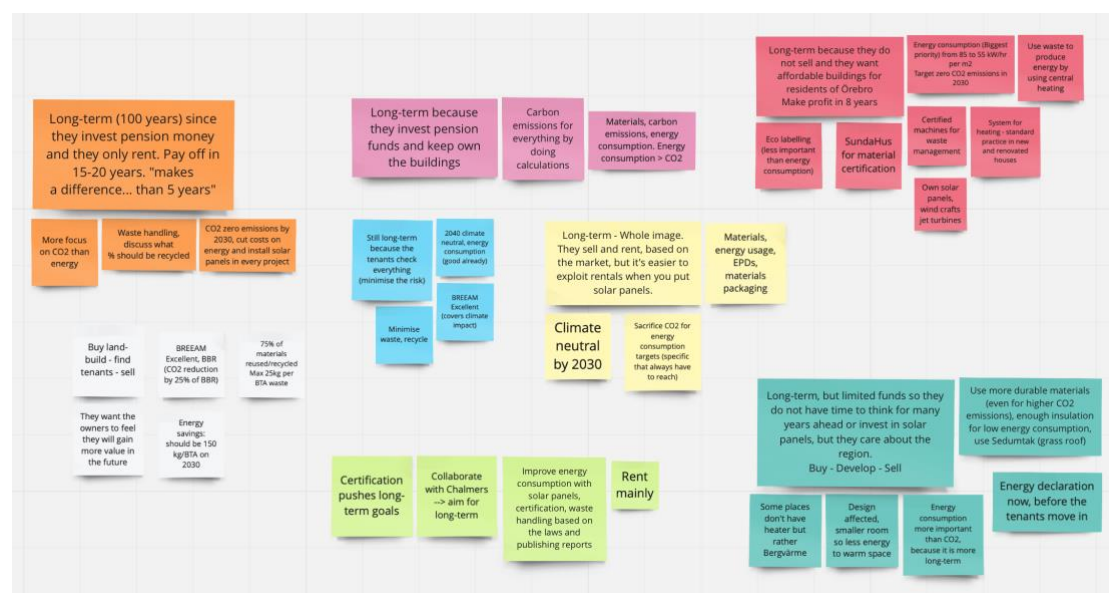 Long-term (100 years) since
they invest pension money
and they only rent. Pay off in
15-20 years. "makes
a difference... than 5 years"
More focus
on CO2 than
energy
Waste handling,
discuss what
% should be recycled
CO2 zero emissions by
2030, cut costs on
energy and install solar
panels in every project
Buy land-
build - find
tenants - sell
BREEAM
Excellent, BBR
(CO2 reduction
by 25% of BBR)
75% of
materials
reused/recycled
Max 25kg per
BTA waste
They want the
owners to feel
they will gain
more value in
the future
Energy
savings:
should be 150
kg/BTA on
2030
Long-term because
they invest pension
funds and keep own
the buildings
Carbon
emissions for
everything by
doing
calculations
Materials, carbon
emissions, energy
consumption. Energy
consumption > CO2
Still long-term
because the
tenants check
everything
(minimise the risk)
2040 climate
neutral, energy
consumption
(good already)
BREEAM
Excellent
(covers climate
impact)
Minimise
waste, recycle
Long-term - Whole image.
They sell and rent, based on
the market, but it's easier to
exploit rentals when you put
solar panels.
Materials,
energy usage,
EPDs,
materials
packaging
Climate
neutral
by 2030
Sacrifice CO2 for
energy
consumption
targets (specific
that always have
to reach)
Certification
pushes long-
term goals
Collaborate
with Chalmers
--> aim for
long-term
Improve energy
consumption with
solar panels,
certification, waste
handling based on
the laws and
publishing reports
Rent
mainly
Long-term because they do
not sell and they want
affordable buildings for
residents of Örebro
Make profit in 8 years
Energy consumption (Biggest
priority) from 85 to 55 kW/hr
per m2
Target zero CO2 emissions in
2030
Use waste to
produce
energy by
using central
heating
Eco labelling
(less important
than energy
consumption)
SundaHus
for material
certification
Certified
machines for
waste
management
System for
heating - standard
practice in new
and renovated
houses
Own solar
panels,
wind crafts
jet turbines
Long-term, but limited funds so they
do not have time to think for many
years ahead or invest in solar
panels, but they care about the
region.
Buy - Develop - Sell
Use more durable materials
(even for higher CO2
emissions), enough insulation
for low energy consumption,
use Sedumtak (grass roof)
Energy declaration
now, before the
tenants move in
Some places
don't have
heater but
rather
Bergvärme
Design
affected,
smaller room
so less energy
to warm space
Energy
consumption
more important
than CO2,
because it is more
long-term